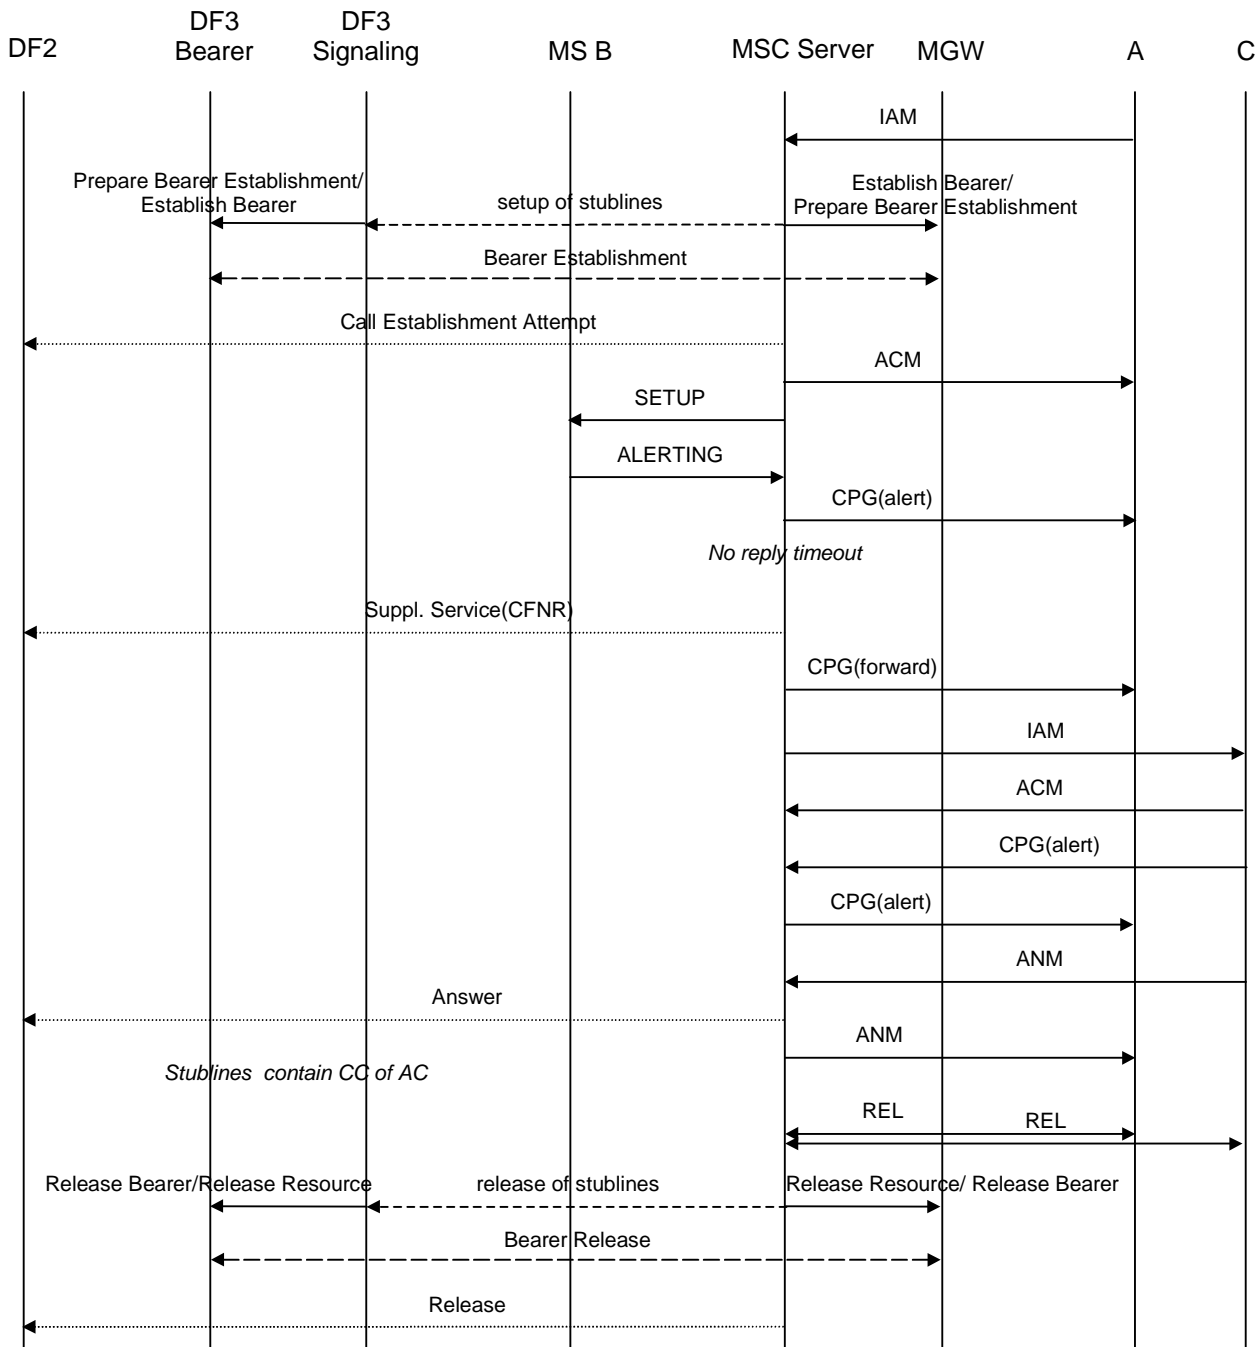 DF2
DF3
Bearer
DF3
Signaling
MS B
MSC Server
MGW
A
C
IAM
Prepare Bearer Establishment/
Establish Bearer
setup of stublines
Establish Bearer/
Prepare Bearer Establishment
Bearer Establishment
Call Establishment Attempt
ACM
SETUP
ALERTING
CPG(alert)
No reply timeout
Suppl. Service(CFNR)
CPG(forward)
IAM
ACM
CPG(alert)
CPG(alert)
ANM
Answer
ANM
Stublines contain CC of AC
REL
REL
Release Bearer/Release Resource
release of stublines
Release Resource/ Release Bearer
Bearer Release
Release